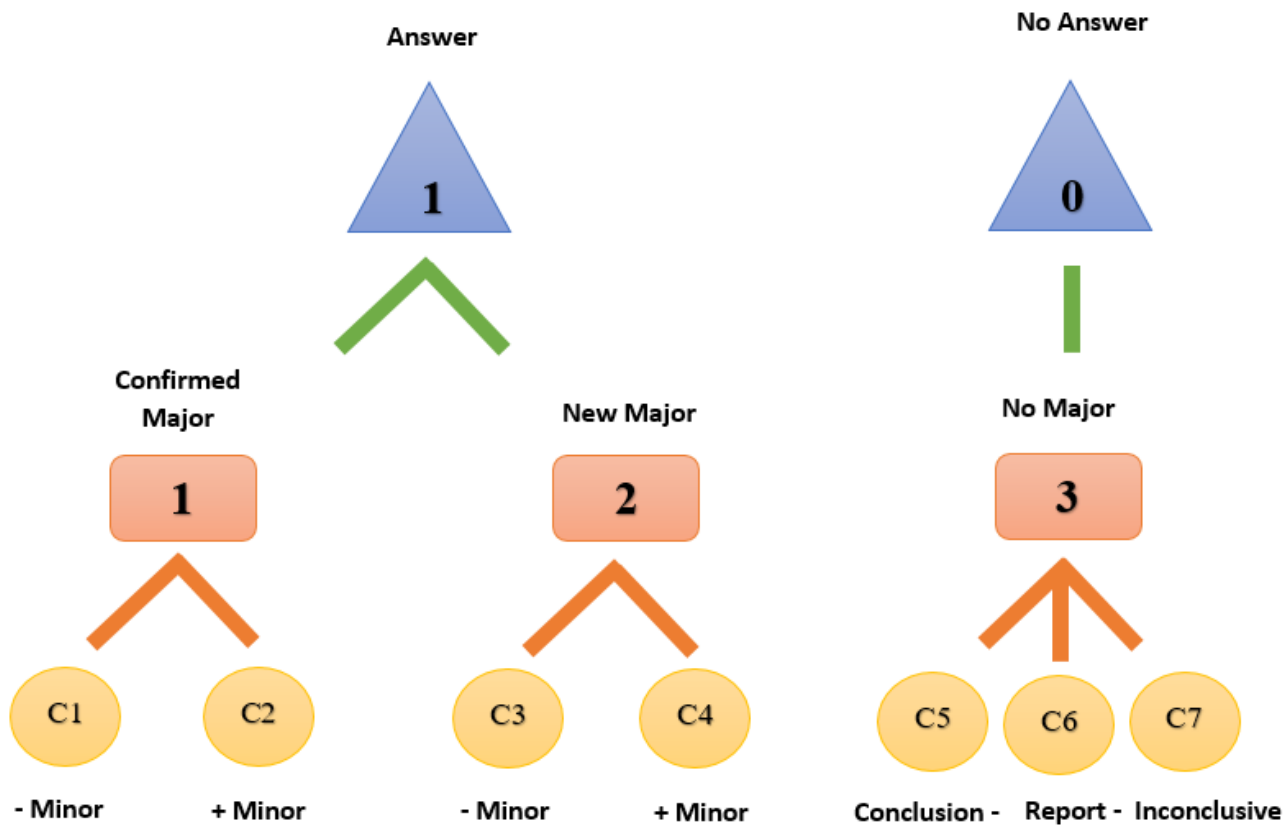 Answer
No Answer
1
0
Confirmed
Major
New Major
No Major
1
2
3
C1
C2
C3
C4
C5
C6
C7
- Minor
+ Minor
- Minor
+ Minor
Conclusion - Report - Inconclusive